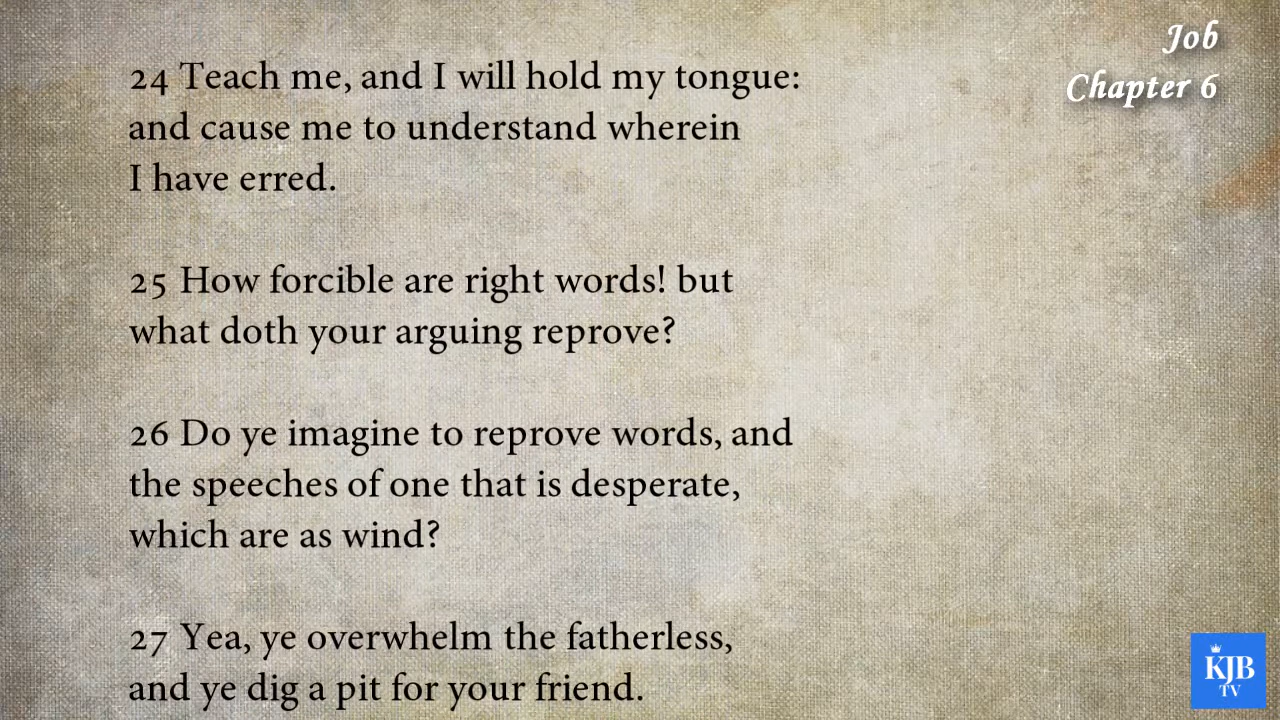 Job
Chapter 6
24 Teach me, and I will hold my tongue:
and cause me to understand wherein
I have erred.
25 How forcible are right words! but
what doth your arguing reprove?
26 Do ye imagine to reprove words, and
the speeches of one that is desperate,
which are as wind?
27 Yea, ye overwhelm the fatherless,
and ye dig a pit for your friend.
KJB
TV